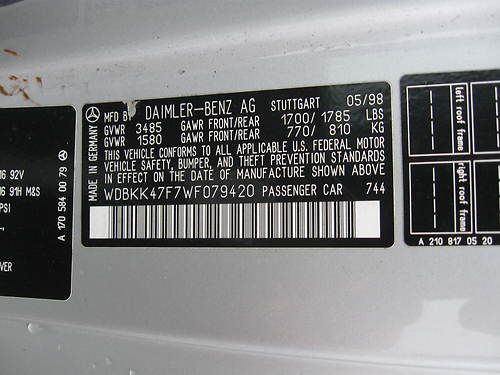 MFD BY DAIMLER-BENZ AG STUTTGART 05/98
GVWR 3485 GAWR FRONT/REAR 1700/1785 LBS
GVWR 1580 GAWR FRONT/REAR 770/810 KG
THIS VEHICLE CONFORMS TO ALL APPLICABLE U.S. FEDERAL MOTOR
VEHICLE SAFETY, BUMPER, AND THEFT PREVENTION STANDARDS
IN EFFECT ON THE DATE OF MANUFACTURE SHOWN ABOVE
WDBKK47F7WF079420 PASSENGER CAR 744
MADE IN GERMANY
92V
91H M&S
PSI
VER
A 170 584 00 79
left roof frame
right roof frame
A 210 817 05 20